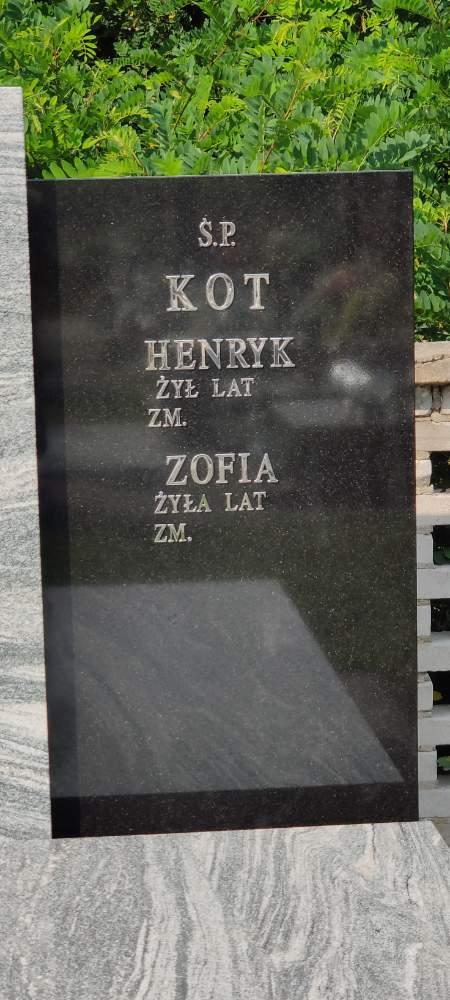 Ś.P.
KOT
HENRYK
ŻYŁ LAT
ZM.
ZOFIA
ŻYŁA LAT
ZM.